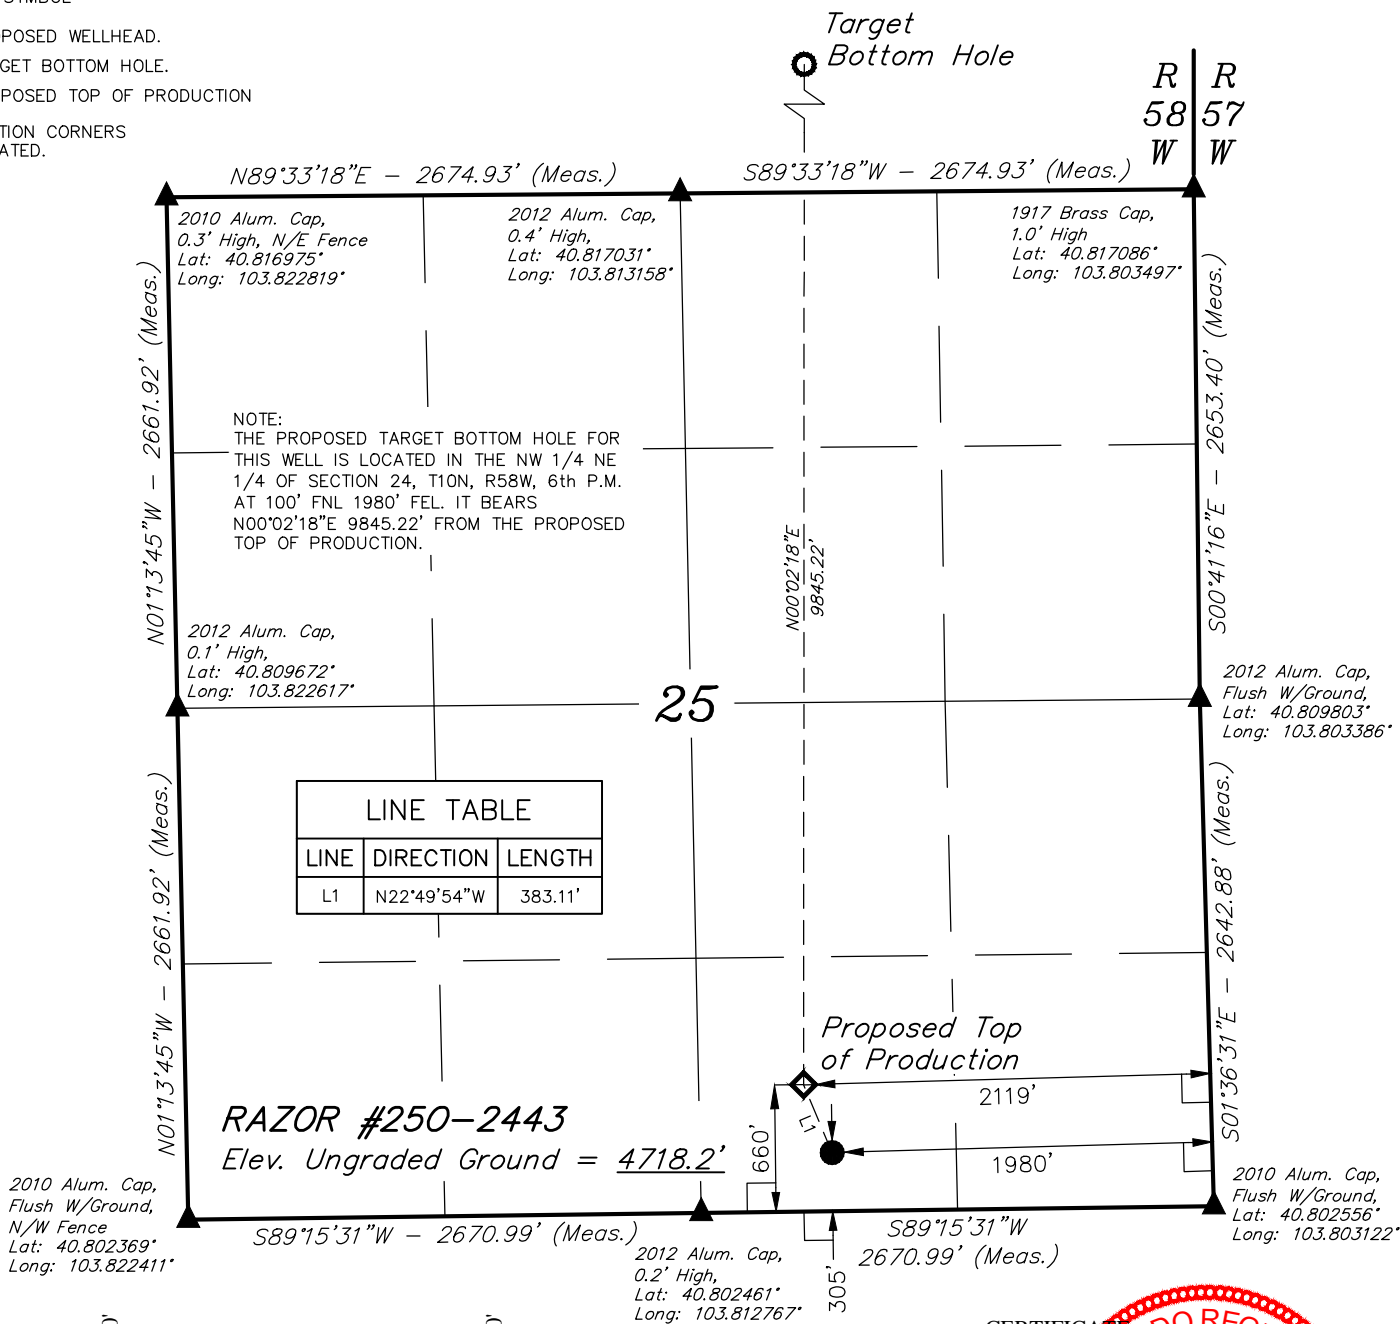 POSED WELLHEAD.
GET BOTTOM HOLE.
POSED TOP OF PRODUCTION
TION CORNERS
ATED.
Target
Bottom Hole
R R
58 57
W W
N89°33'18"E - 2674.93' (Meas.)
S89°33'18"W - 2674.93' (Meas.)
2010 Alum. Cap,
0.3' High, N/E Fence
Lat: 40.816975°
Long: 103.822819°
2012 Alum. Cap,
0.4' High,
Lat: 40.817031°
Long: 103.813158°
1917 Brass Cap,
1.0' High
Lat: 40.817086°
Long: 103.803497°
N01°13'45"W - 2661.92' (Meas.)
S00°41'16"E - 2653.40' (Meas.)
NOTE:
THE PROPOSED TARGET BOTTOM HOLE FOR
THIS WELL IS LOCATED IN THE NW 1/4 NE
1/4 OF SECTION 24, T10N, R58W, 6th P.M.
AT 100' FNL 1980' FEL. IT BEARS
N00°02'18"E 9845.22' FROM THE PROPOSED
TOP OF PRODUCTION.
N00°02'18"E
9845.22'
2012 Alum. Cap,
0.1' High,
Lat: 40.809672°
Long: 103.822617°
25
2012 Alum. Cap,
Flush W/Ground,
Lat: 40.809803°
Long: 103.803386°
LINE TABLE
LINE DIRECTION LENGTH
L1 N22°49'54"W 383.11'
N01°13'45"W - 2661.92' (Meas.)
S01°36'31"E - 2642.88' (Meas.)
Proposed Top
of Production
2119'
L1
660'
1980'
RAZOR #250-2443
Elev. Ungraded Ground = 4718.2'
2010 Alum. Cap,
Flush W/Ground,
N/W Fence
Lat: 40.802369°
Long: 103.822411°
S89°15'31"W - 2670.99' (Meas.)
2012 Alum. Cap,
0.2' High,
Lat: 40.802461°
Long: 103.812767°
305'
S89°15'31"W
2670.99' (Meas.)
2010 Alum. Cap,
Flush W/Ground,
Lat: 40.802556°
Long: 103.803122°